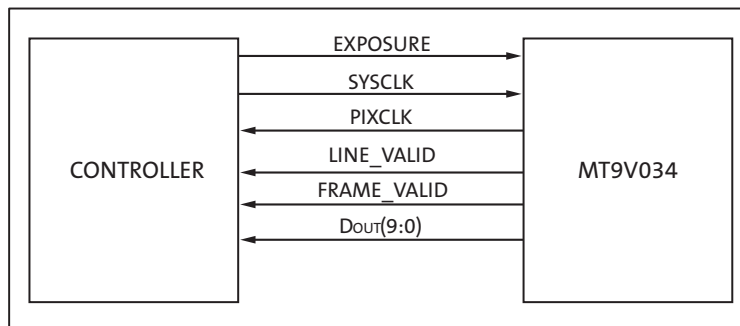 EXPOSURE
SYSCLK
PIXCLK
LINE_VALID
FRAME_VALID
DOUT(9:0)
CONTROLLER
MT9V034